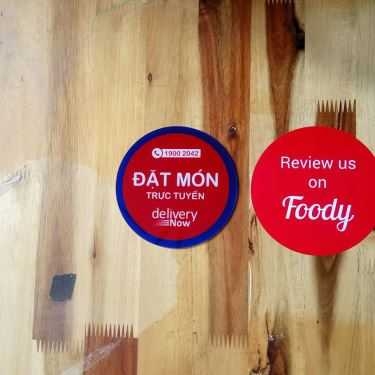 1900 2042
ĐẶT MÓN
TRỰC TUYẾN
delivery
Now
Review us
on
Foody